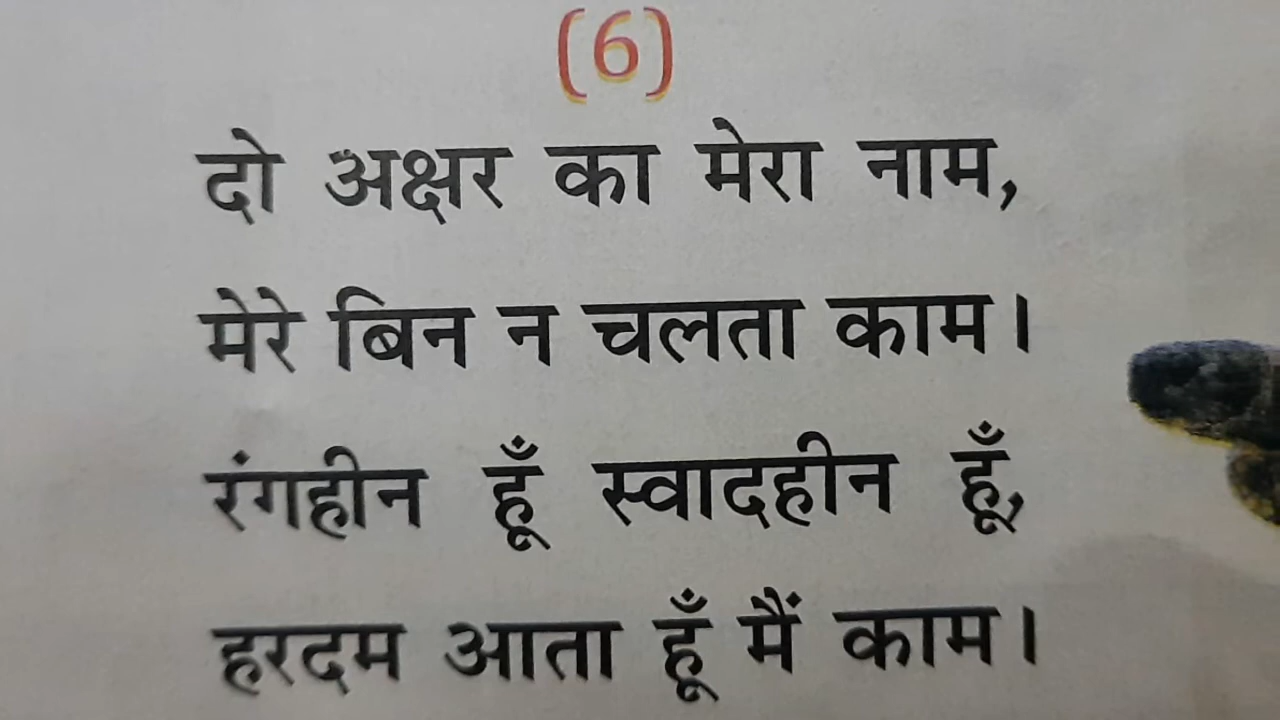 (6)
दो अक्षर का मेरा नाम,
मेरे बिन न चलता काम।
रंगहीन हूँ स्वादहीन हूँ,
हरदम आता हूँ मैं काम।